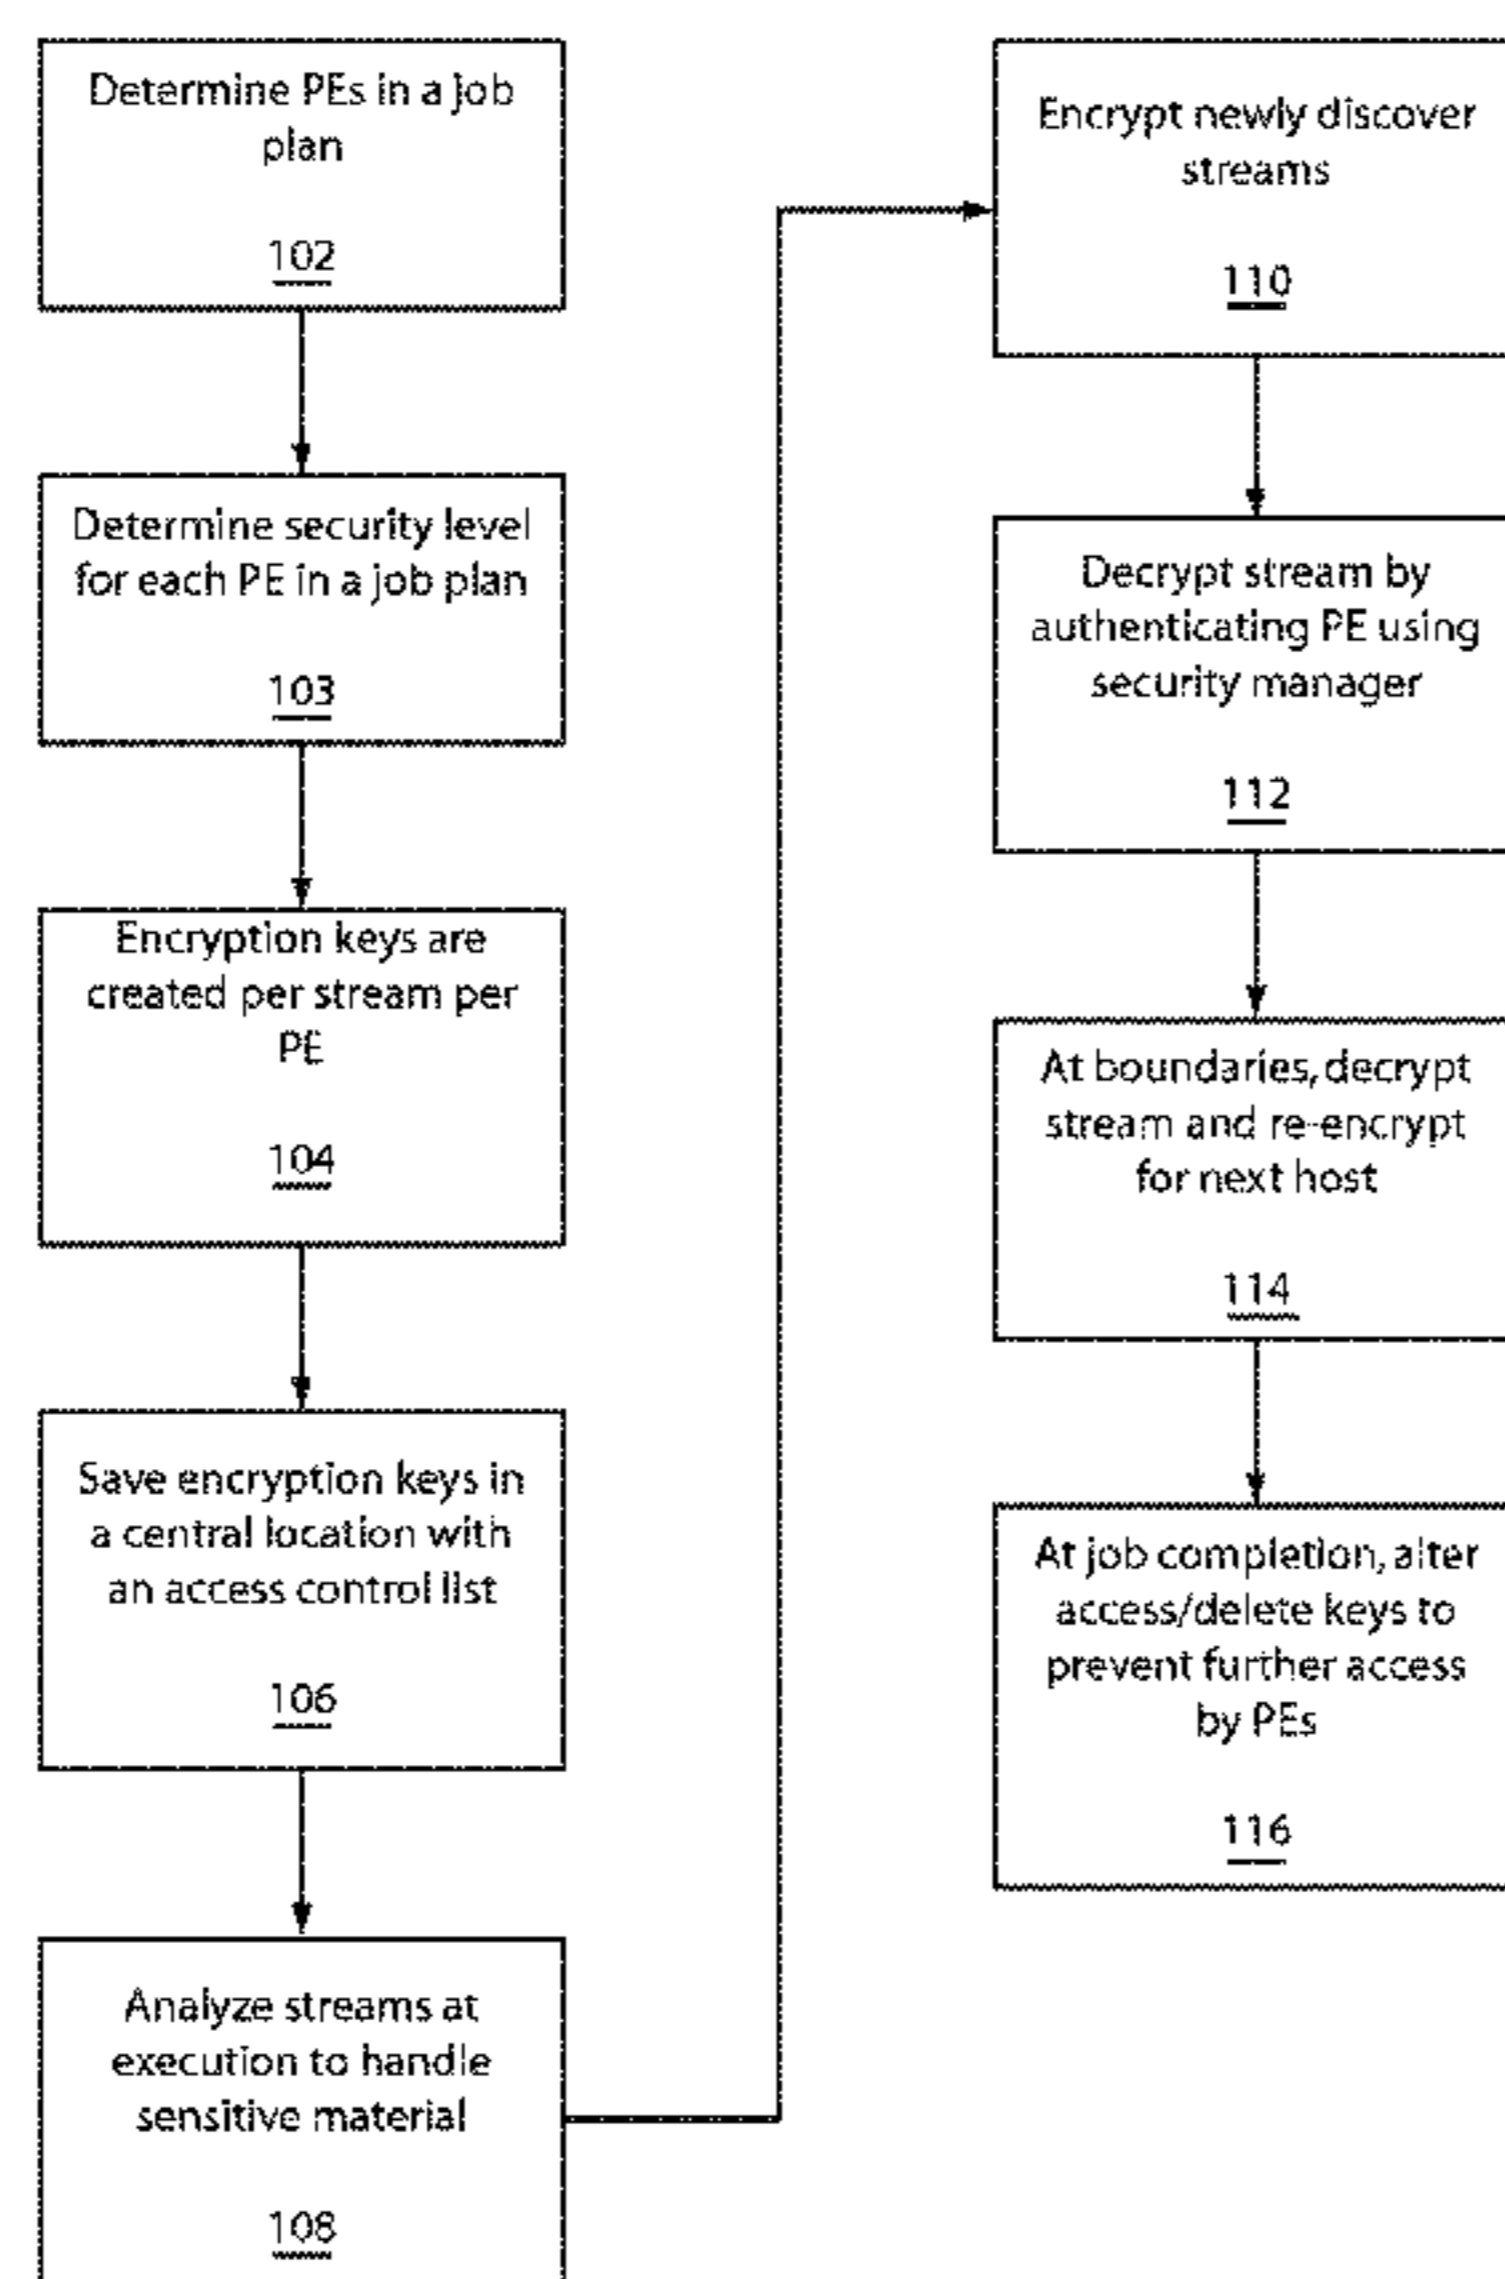 Determine PEs in a job
plan
102
Determine security level
for each PE in a job plan
103
Encryption keys are
created per stream per
PE
104
Save encryption keys in
a central location with
an access control list
106
Analyze streams at
execution to handle
sensitive material
108
Encrypt newly discover
streams
110
Decrypt stream by
authenticating PE using
security manager
112
At boundaries, decrypt
stream and re-encrypt
for next host
114
At job completion, alter
access/delete keys to
prevent further access
by PEs
116